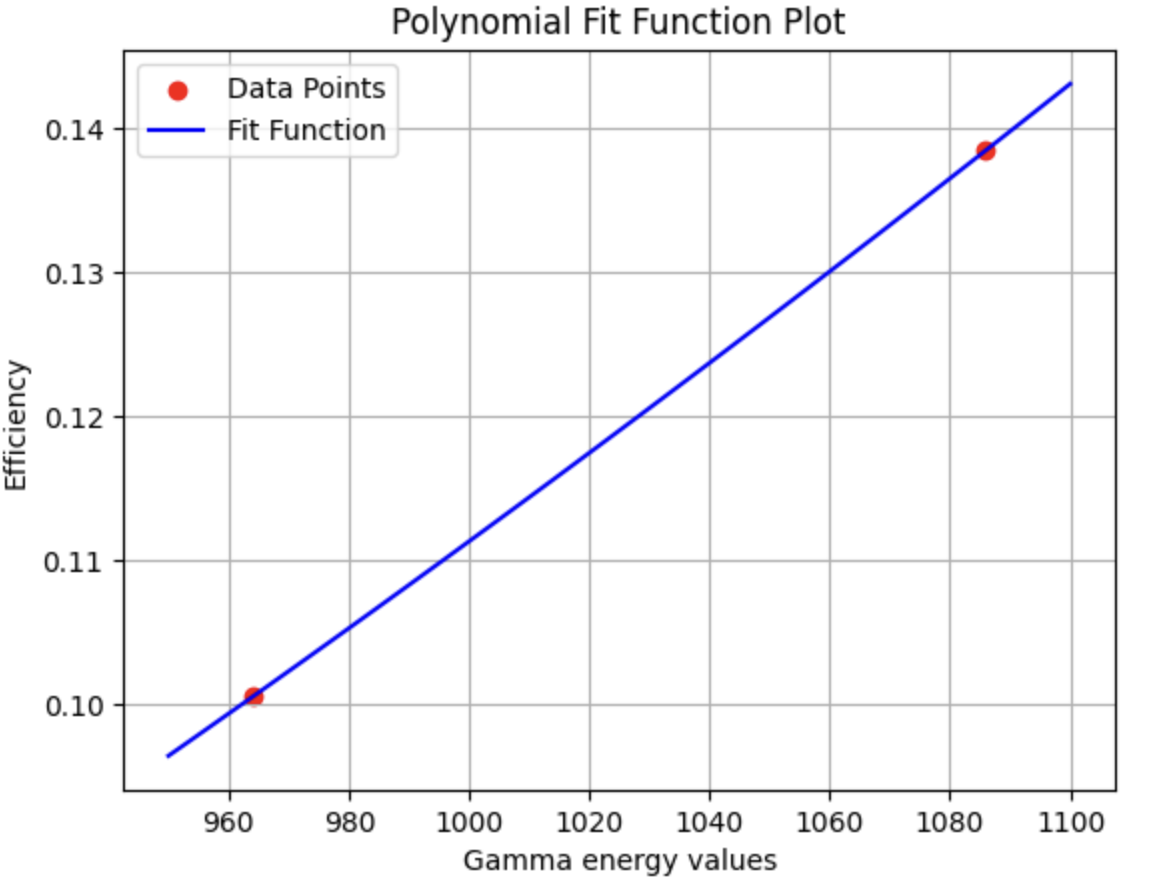 Polynomial Fit Function Plot
Data Points
Fit Function
0.14
0.13
0.12
0.11
0.10
Efficiency
960 980 1000 1020 1040 1060 1080 1100
Gamma energy values